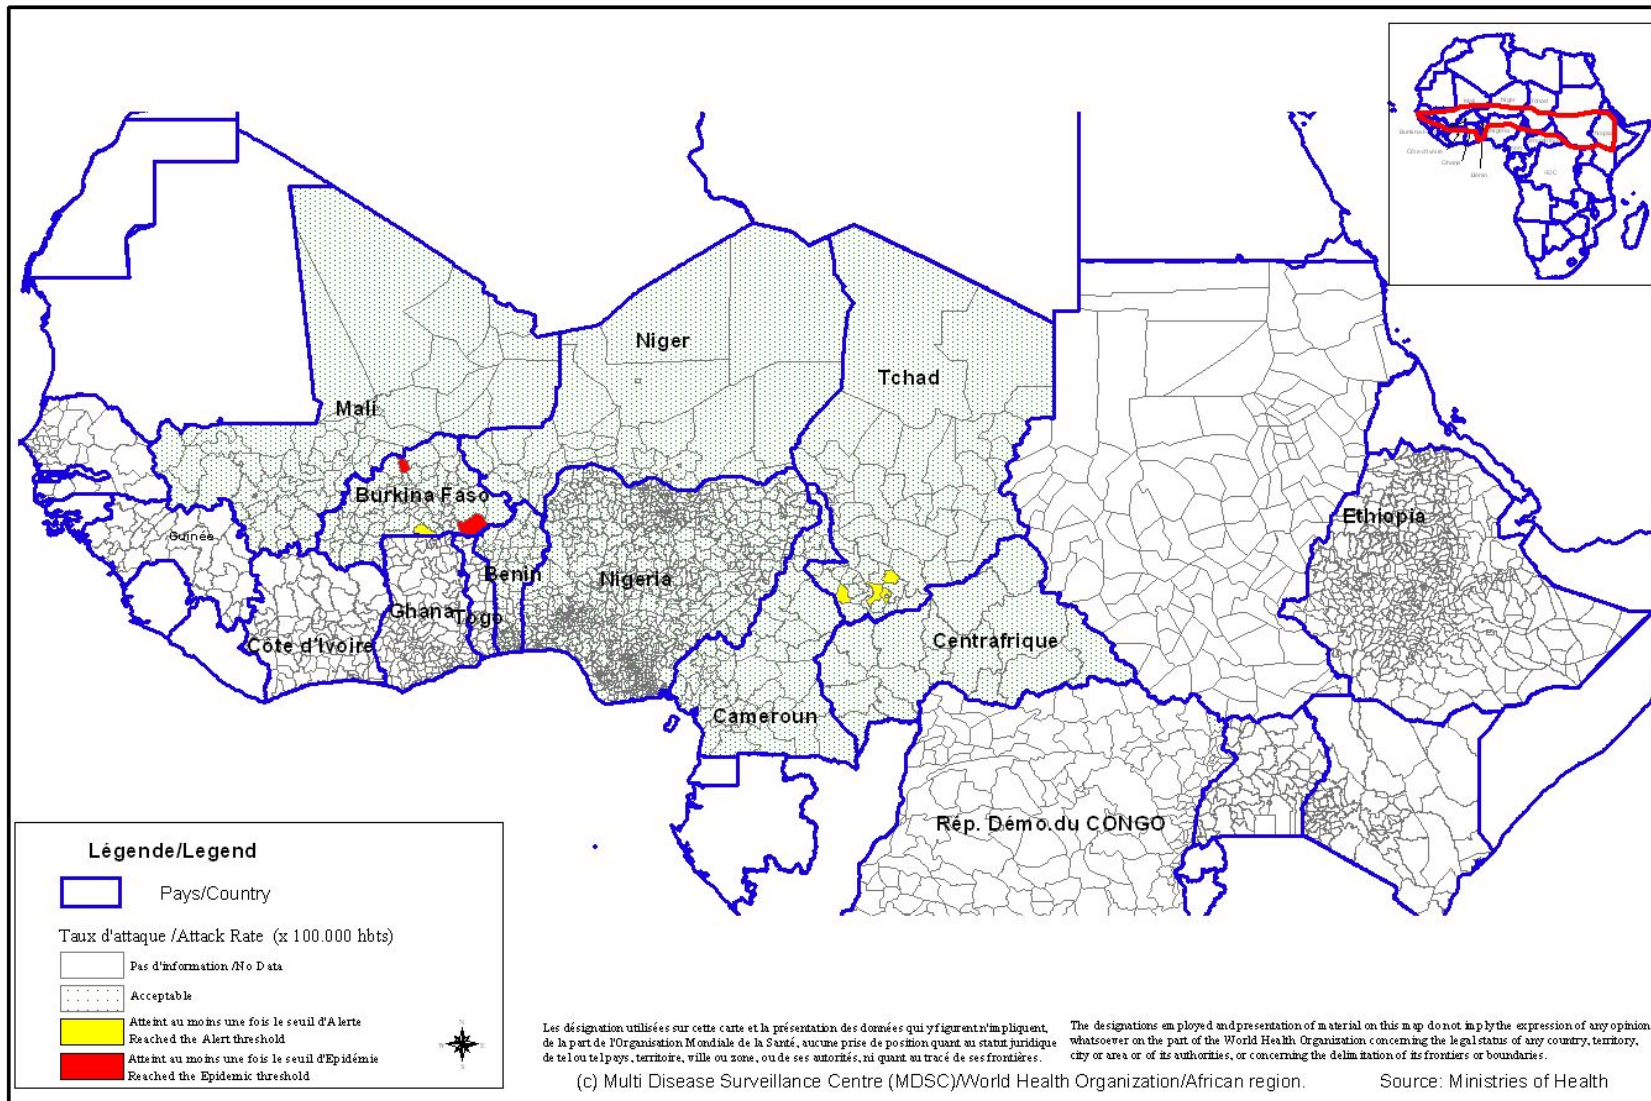 Mali
Niger
Tchad
Côte d'Ivoire
Ghana
Benin
RDC
Niger
Tchad
Mali
Burkina Faso
Ethiopia
Guinée
Benin
Nigeria
Ghana
Togo
Côte d'Ivoire
Centrafrique
Cameroun
Rép. Démo.du CONGO
Légende/Legend
Pays/Country
Taux d'attaque /Attack Rate (x 100.000 hbts)
Pas d'information /No Data
Acceptable
Atteint au moins une fois le seuil d'Alerte
Reached the Alert threshold
Atteint au moins une fois le seuil d'Epidémie
Reached the Epidemic threshold
N
W
E
S
Les désignation utilisées sur cette carte et la présentation des données qui y figurent n'impliquent,
de la part de l'Organisation Mondiale de la Santé, aucune prise de position quant au statut juridique
de tel ou tel pays, territoire, ville ou zone, ou de ses autorités, ni quant au tracé de ses frontières.
The designations employed and presentation of material on this map do not imply the expression of any opinion
whatsoever on the part of the World Health Organization concerning the legal status of any country, territory,
city or area or of its authorities, or concerning the delimitation of its frontiers or boundaries.
(c) Multi Disease Surveillance Centre (MDSC)/World Health Organization/African region.
Source: Ministries of Health